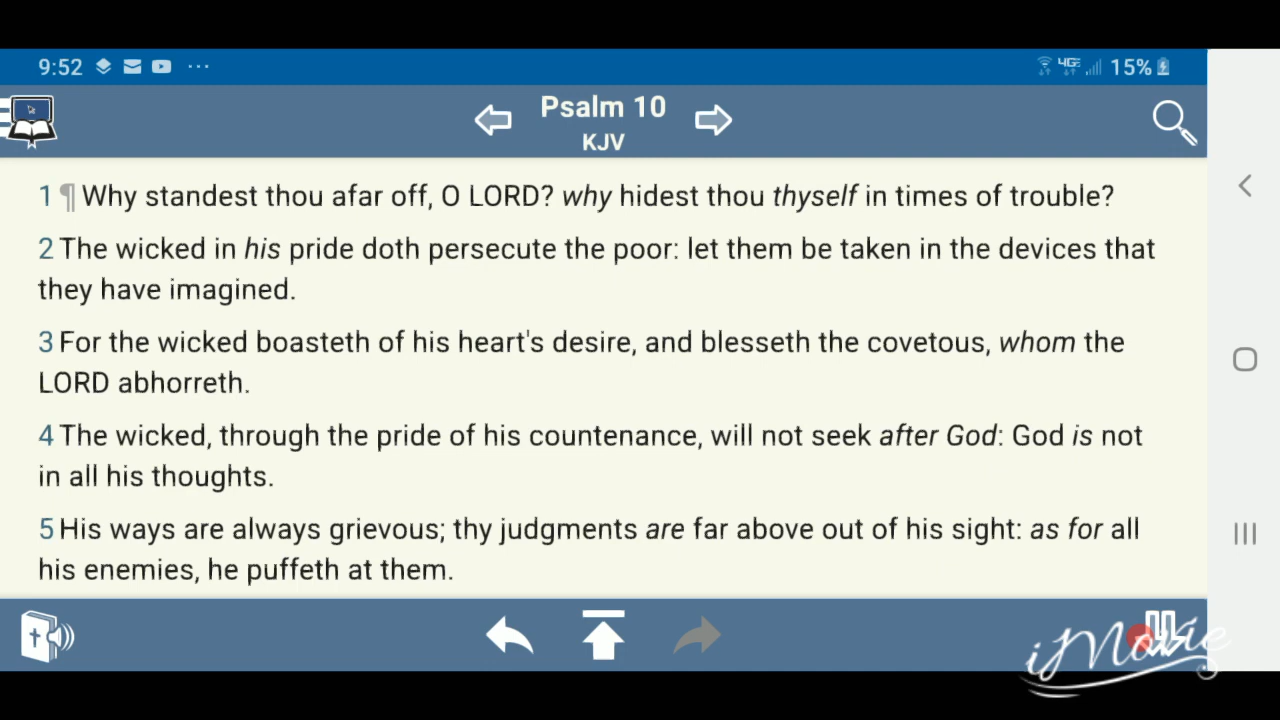 9:52 ... 4GE 15%
Psalm 10
KJV
1 ¶ Why standest thou afar off, O LORD? why hidest thou thyself in times of trouble?
2 The wicked in his pride doth persecute the poor: let them be taken in the devices that
they have imagined.
3 For the wicked boasteth of his heart's desire, and blesseth the covetous, whom the
LORD abhorreth.
4 The wicked, through the pride of his countenance, will not seek after God: God is not
in all his thoughts.
5 His ways are always grievous; thy judgments are far above out of his sight: as for all
his enemies, he puffeth at them.
iMovie